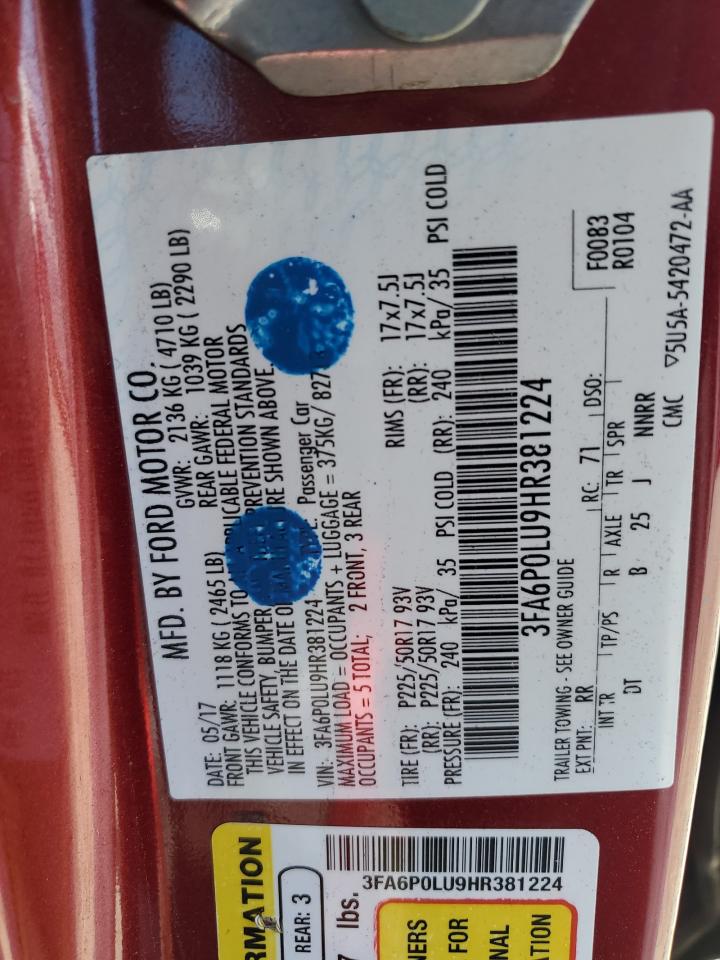 MFD. BY FORD MOTOR CO.
DATE: 05/17 GVWR: 2136 KG ( 4710 LB)
FRONT GAWR: 1118 KG ( 2465 LB) REAR GAWR: 1039 KG ( 2290 LB)
THIS VEHICLE CONFORMS TO FEDERAL MOTOR
VEHICLE SAFETY, BUMPER PREVENTION STANDARDS
IN EFFECT ON THE DATE SHOWN ABOVE.
VIN: 3FA6P0LU9HR381224 Passenger Car
MAXIMUM LOAD = OCCUPANTS + LUGGAGE = 375KG/
OCCUPANTS = 5 TOTAL; 2 FRONT, 3 REAR
TIRE (FR): P225/50R17 93V RIMS (FR): 17x7.5J
(RR): P225/50R17 93V (RR): 17x7.5J
PRESSURE (FR): 240 kPa/ 35 PSI COLD (RR): 240 kPa/ 35 PSI COLD
3FA6P0LU9HR381224
TRAILER TOWING - SEE OWNER GUIDE
F0083
R0104
EXT PNT: RR RC: 71 DSO:
INT TR TP/PS R AXLE TR SPR
DT B 25 J NNRR
CMC ▽5U5A-5420472-AA
RMATION
REAR: 3
3FA6P0LU9HR381224
7 lbs.
NERS
FOR
NAL
TION